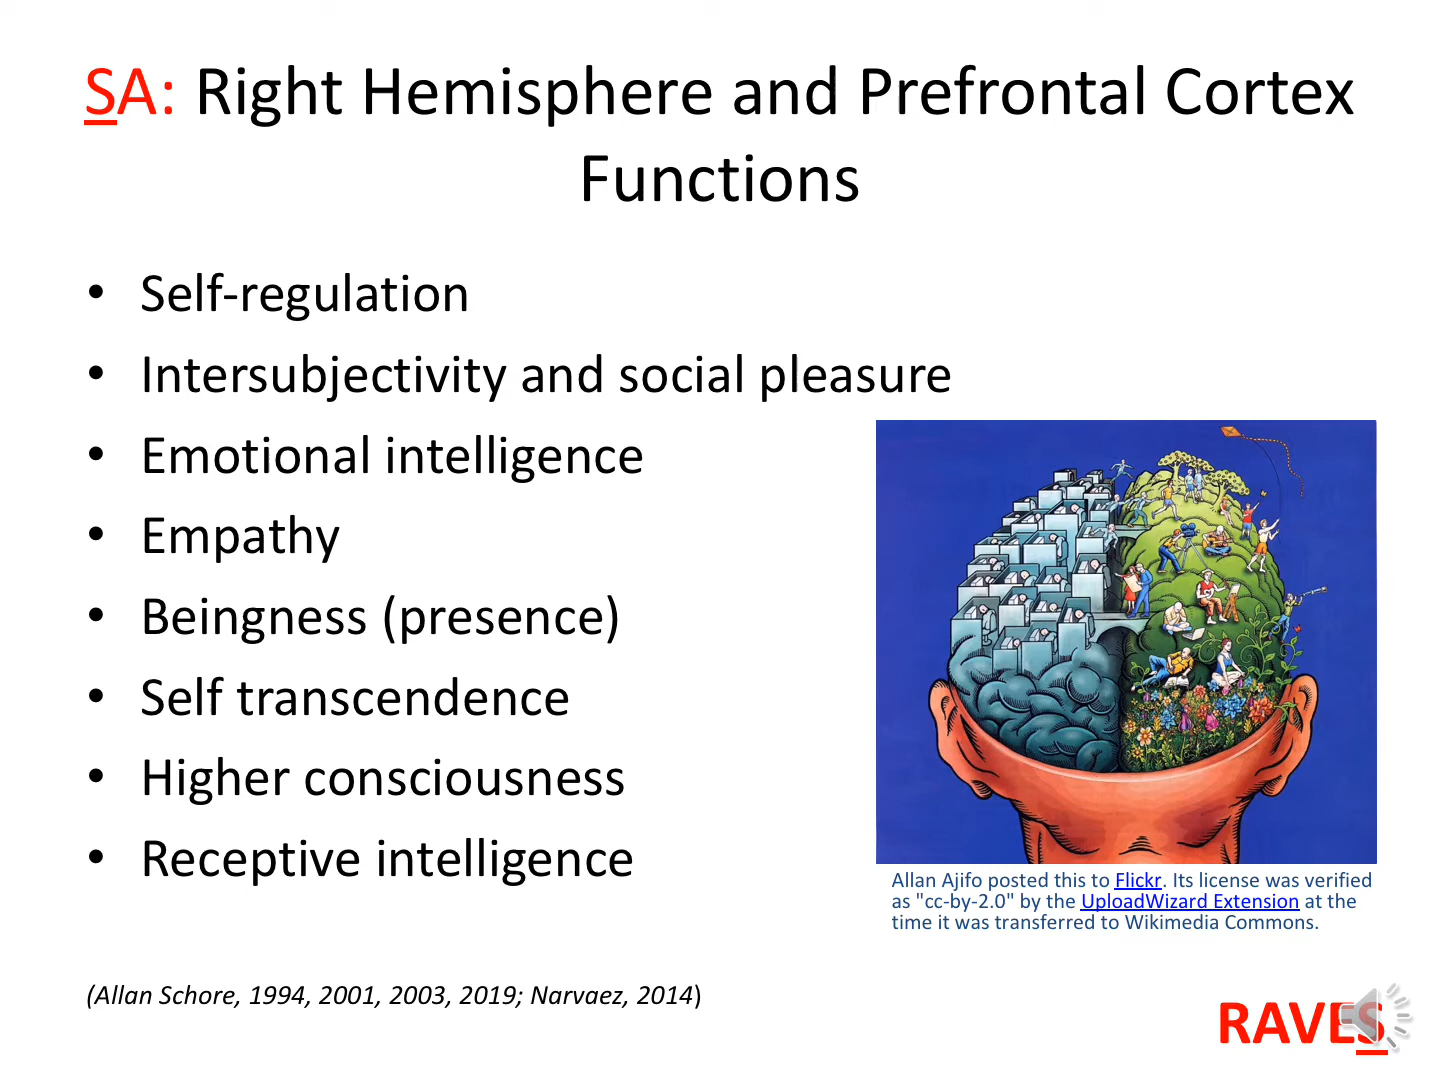 SA: Right Hemisphere and Prefrontal Cortex
Functions
• Self-regulation
• Intersubjectivity and social pleasure
• Emotional intelligence
• Empathy
• Beingness (presence)
• Self transcendence
• Higher consciousness
• Receptive intelligence
Allan Ajifo posted this to Flickr. Its license was verified
as "cc-by-2.0" by the UploadWizard Extension at the
time it was transferred to Wikimedia Commons.
(Allan Schore, 1994, 2001, 2003, 2019; Narvaez, 2014)
RAVES